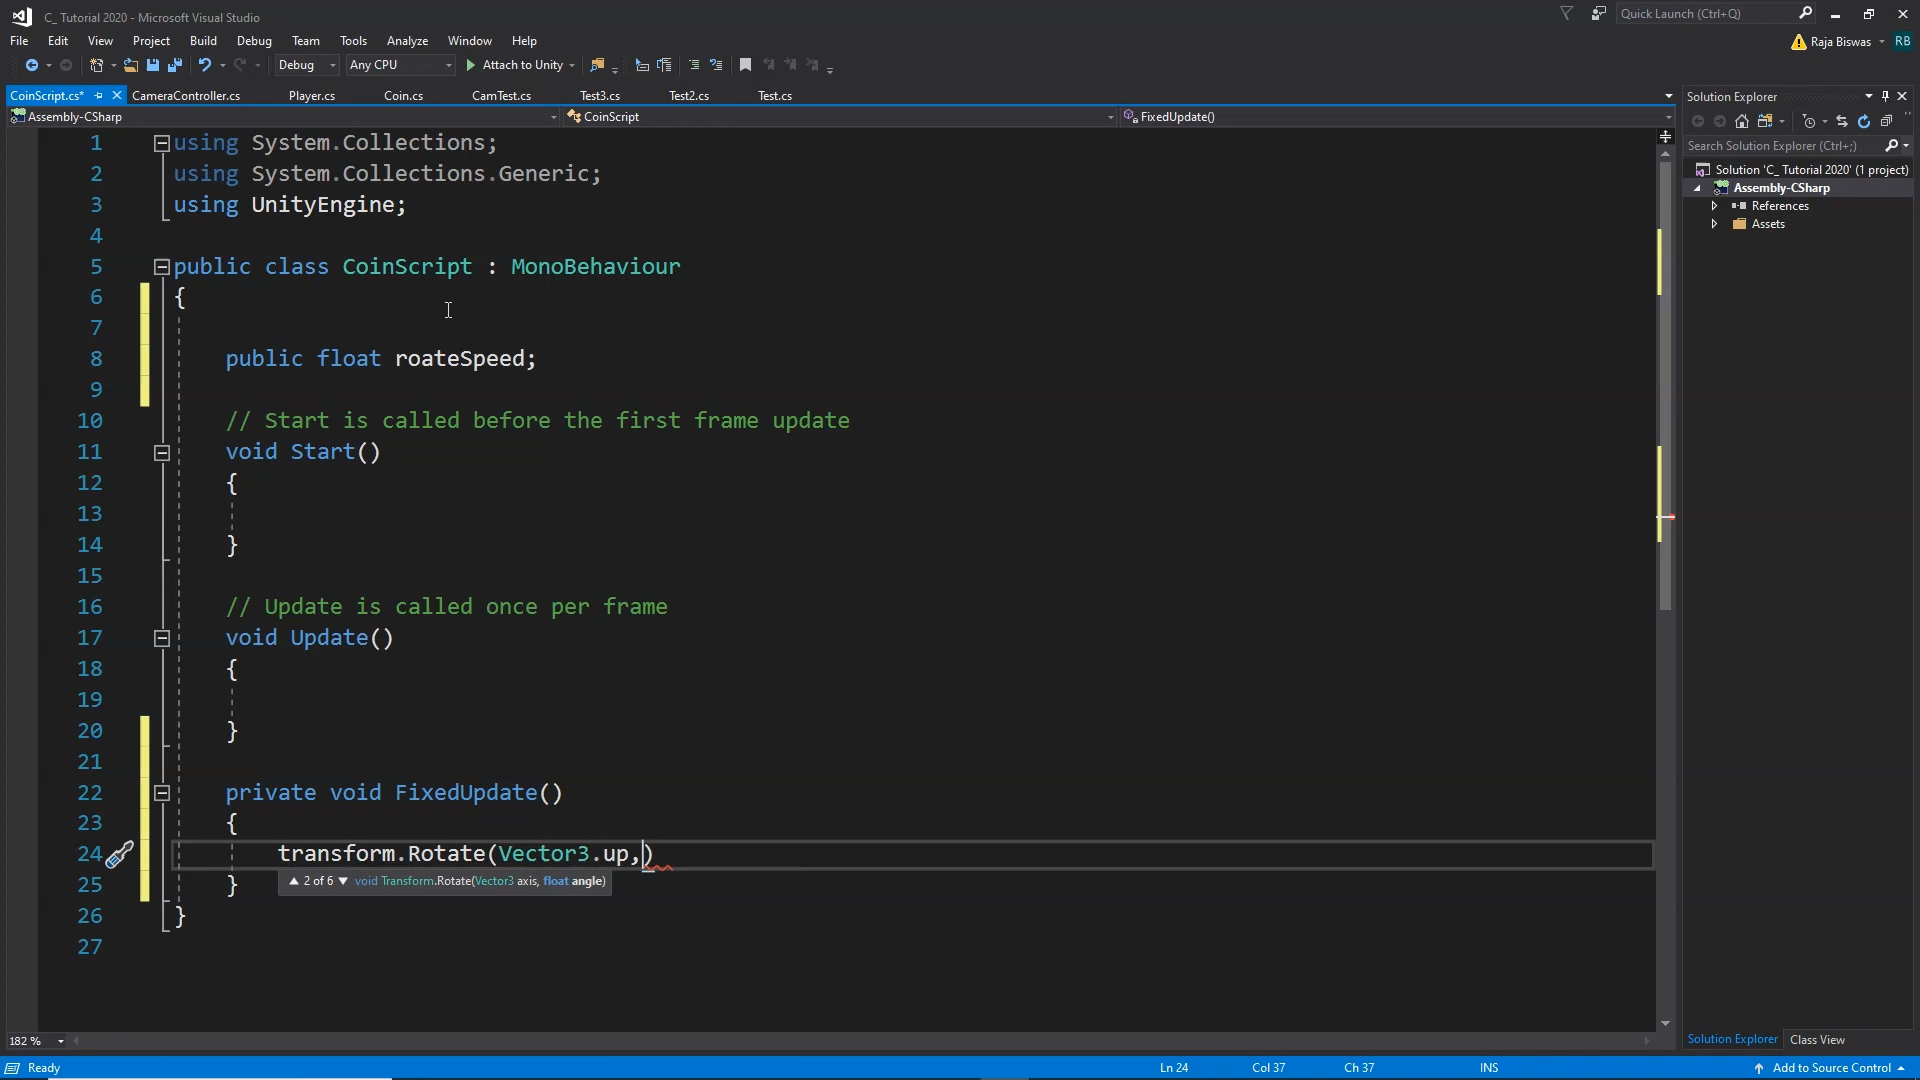 C_ Tutorial 2020 - Microsoft Visual Studio
Quick Launch (Ctrl+Q)
File Edit View Project Build Debug Team Tools Analyze Window Help
Raja Biswas RB
Debug Any CPU Attach to Unity
CoinScript.cs* CameraController.cs Player.cs Coin.cs CamTest.cs Test3.cs Test2.cs Test.cs
Assembly-CSharp CoinScript FixedUpdate()
Solution Explorer
Search Solution Explorer (Ctrl+;)
Solution 'C_ Tutorial 2020' (1 project)
Assembly-CSharp
References
Assets
1 using System.Collections;
2 using System.Collections.Generic;
3 using UnityEngine;
4
5 public class CoinScript : MonoBehaviour
6 {
7
8 public float roateSpeed;
9
10 // Start is called before the first frame update
11 void Start()
12 {
13
14 }
15
16 // Update is called once per frame
17 void Update()
18 {
19
20 }
21
22 private void FixedUpdate()
23 {
24 transform.Rotate(Vector3.up,)
▲ 2 of 6 ▼ void Transform.Rotate(Vector3 axis, float angle)
25 }
26 }
27
182 %
Solution Explorer Class View
Ready Ln 24 Col 37 Ch 37 INS Add to Source Control